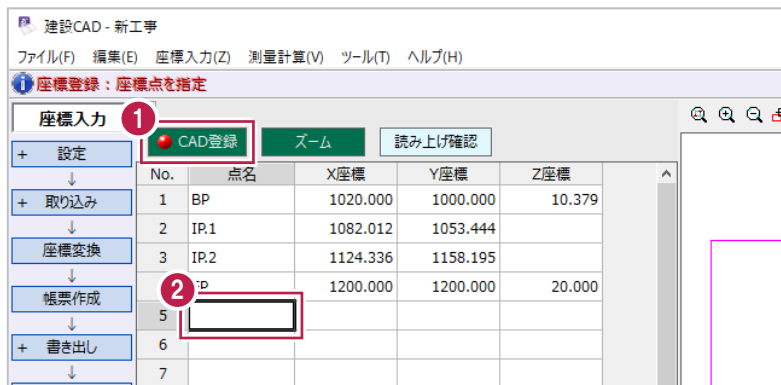 建設CAD - 新工事
ファイル(F) 編集(E) 座標入力(Z) 測量計算(V) ツール(T) ヘルプ(H)
座標登録：座標点を指定
座標入力
1
CAD登録 ズーム 読み上げ確認
+ 設定
↓
+ 取り込み
↓
座標変換
↓
帳票作成
↓
+ 書き出し
↓
No. 点名 X座標 Y座標 Z座標
1 BP 1020.000 1000.000 10.379
2 IP.1 1082.012 1053.444
3 IP.2 1124.336 1158.195
1200.000 1200.000 20.000
2
5
6
7